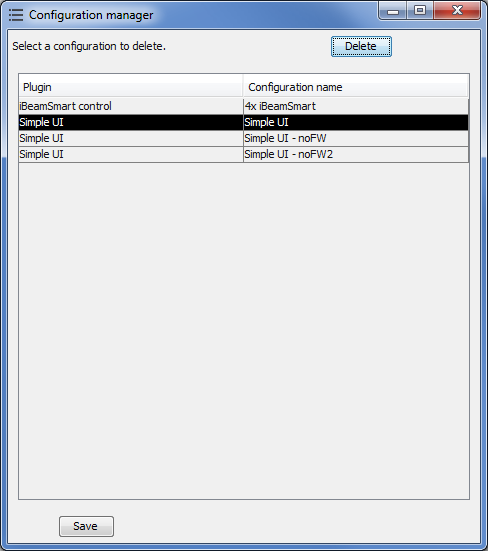 Configuration manager
Select a configuration to delete. Delete
Plugin Configuration name
iBeamSmart control 4x iBeamSmart
Simple UI Simple UI
Simple UI Simple UI - noFW
Simple UI Simple UI - noFW2
Save